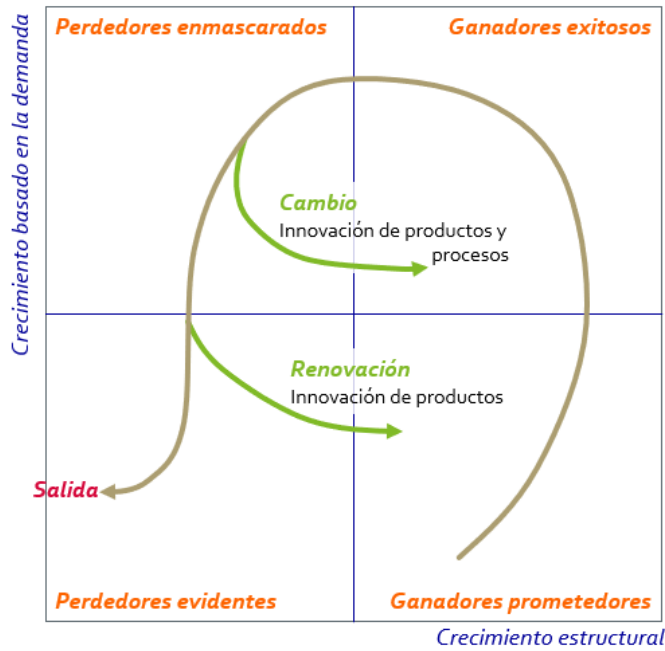 Perdedores enmascarados
Ganadores exitosos
Crecimiento basado en la demanda
Cambio
Innovación de productos y
procesos
Renovación
Innovación de productos
Salida
Perdedores evidentes
Ganadores prometedores
Crecimiento estructural